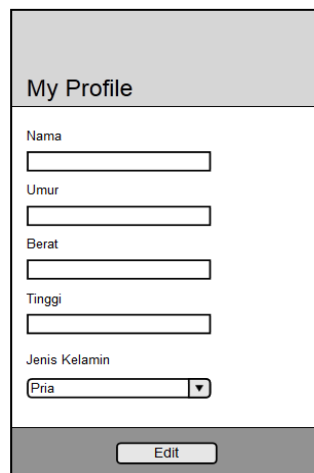 My Profile
Nama
Umur
Berat
Tinggi
Jenis Kelamin
Pria
Edit